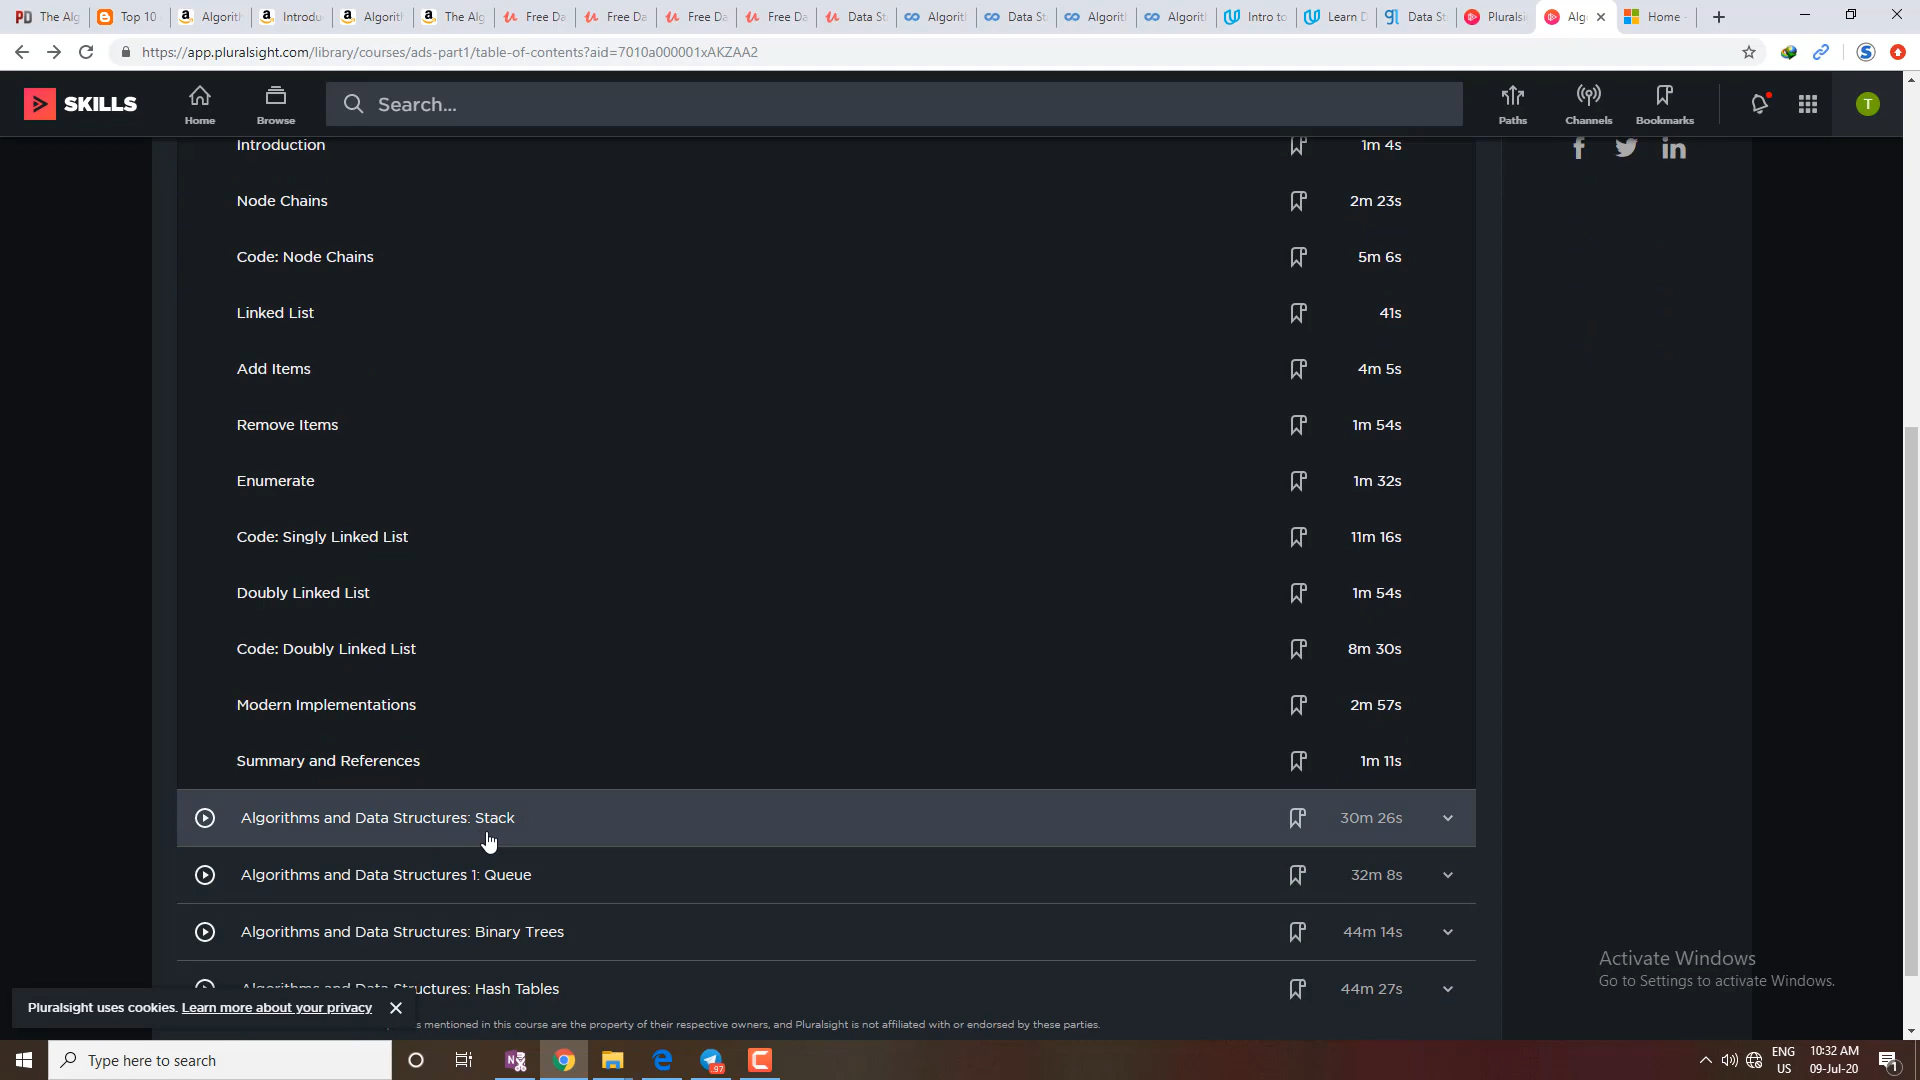 The Alg
Top 10
Algorit
Introdu
Algorit
The Alg
Free Da
Free Da
Free Da
Free Da
Data St
Algorit
Data St
Algorit
Algorit
Intro to
Learn D
Data St
Pluralsi
Algo
Home -
https://app.pluralsight.com/library/courses/ads-part1/table-of-contents?aid=7010a000001xAKZAA2
SKILLS
Home
Browse
Search...
Paths
Channels
Bookmarks
T
Introduction 1m 4s
Node Chains 2m 23s
Code: Node Chains 5m 6s
Linked List 41s
Add Items 4m 5s
Remove Items 1m 54s
Enumerate 1m 32s
Code: Singly Linked List 11m 16s
Doubly Linked List 1m 54s
Code: Doubly Linked List 8m 30s
Modern Implementations 2m 57s
Summary and References 1m 11s
Algorithms and Data Structures: Stack 30m 26s
Algorithms and Data Structures 1: Queue 32m 8s
Algorithms and Data Structures: Binary Trees 44m 14s
Structures: Hash Tables 44m 27s
Activate Windows
Go to Settings to activate Windows.
Pluralsight uses cookies. Learn more about your privacy
s mentioned in this course are the property of their respective owners, and Pluralsight is not affiliated with or endorsed by these parties.
Type here to search
97
ENG
US
10:32 AM
09-Jul-20
1